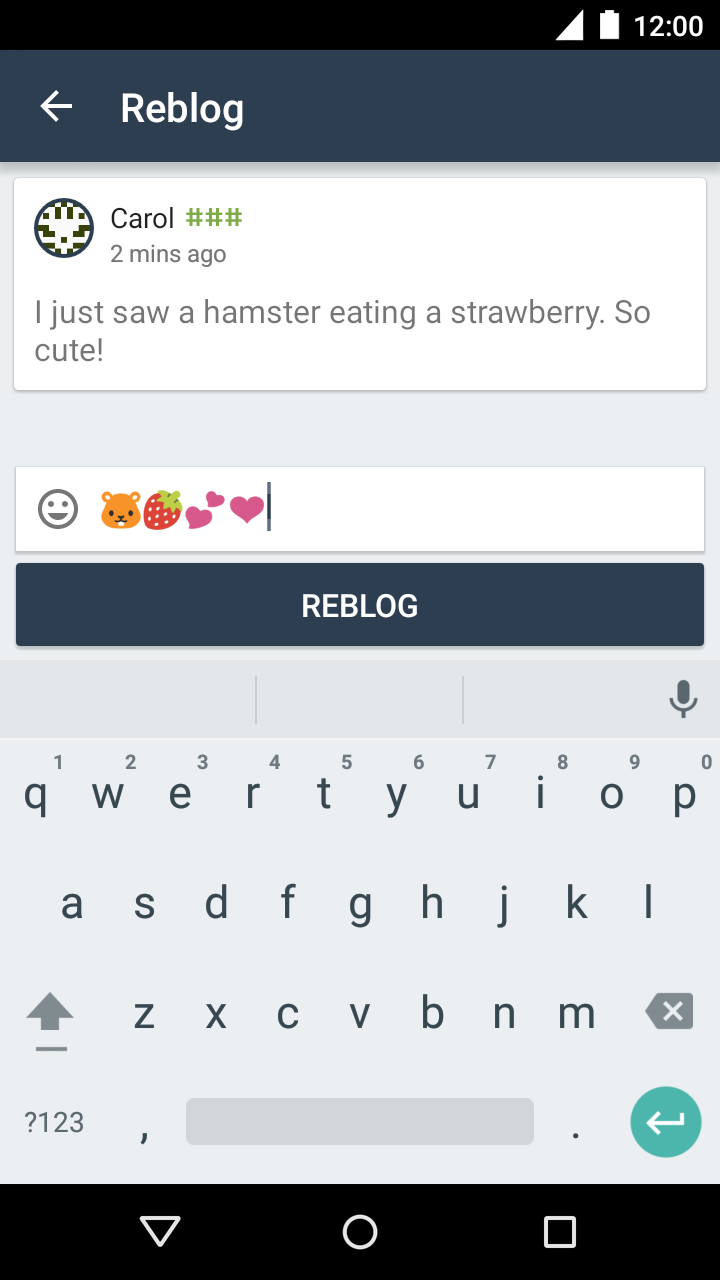 12:00
Reblog
Carol ###
2 mins ago
I just saw a hamster eating a strawberry. So
cute!
🐹🍓💕❤
REBLOG
1 2 3 4 5 6 7 8 9 0
q w e r t y u i o p
a s d f g h j k l
z x c v b n m
?123 , .